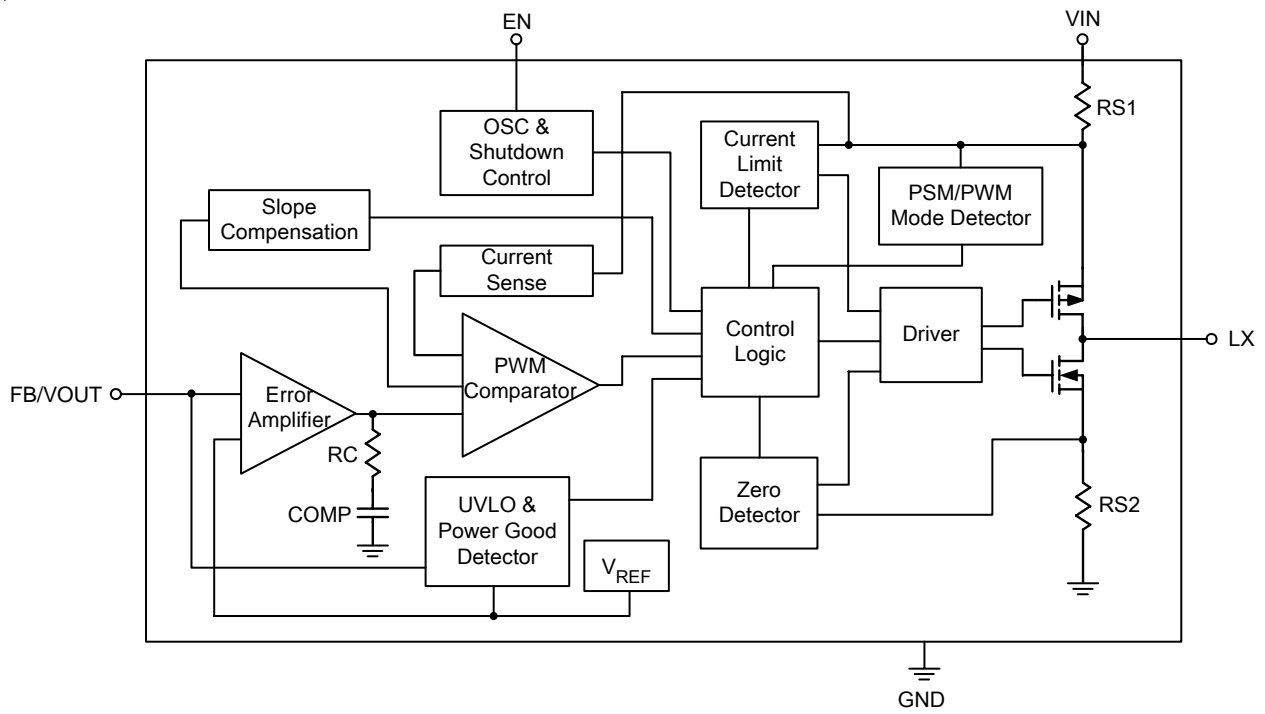 EN
VIN
OSC &
Shutdown
Control
Current
Limit
Detector
RS1
PSM/PWM
Mode Detector
Slope
Compensation
Current
Sense
Control
Logic
Driver
LX
PWM
Comparator
FB/VOUT
Error
Amplifier
RC
COMP
UVLO &
Power Good
Detector
VREF
Zero
Detector
RS2
GND